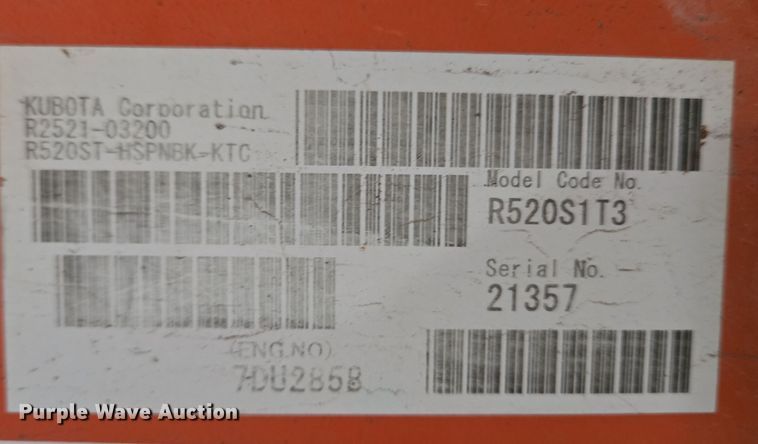 KUBOTA Corporation
R2521-03200
R520ST-HSPNBK-KTC
Model Code No.
R520S1T3
Serial No.
21357
(ENG.NO)
7DU2858
Purple Wave Auction